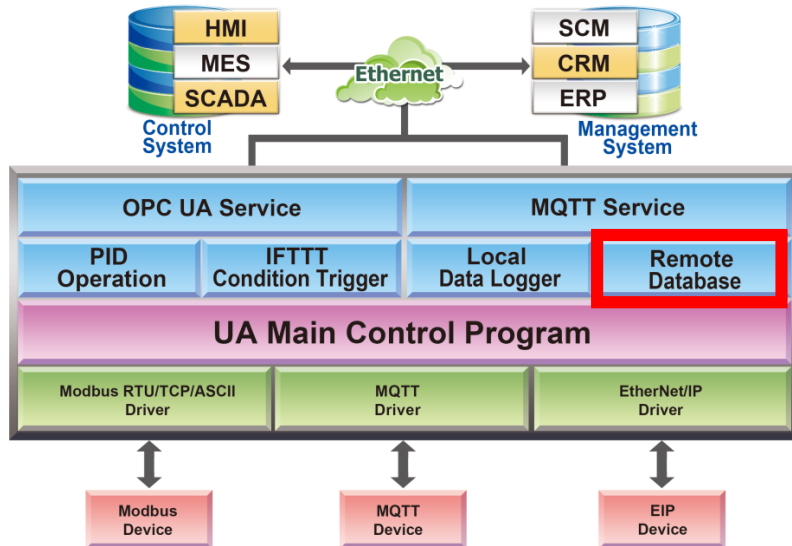 HMI
MES
SCADA
Control
System
Ethernet
SCM
CRM
ERP
Management
System
OPC UA Service
MQTT Service
PID
Operation
IFTTT
Condition Trigger
Local
Data Logger
Remote
Database
UA Main Control Program
Modbus RTU/TCP/ASCII
Driver
MQTT
Driver
EtherNet/IP
Driver
Modbus
Device
MQTT
Device
EIP
Device